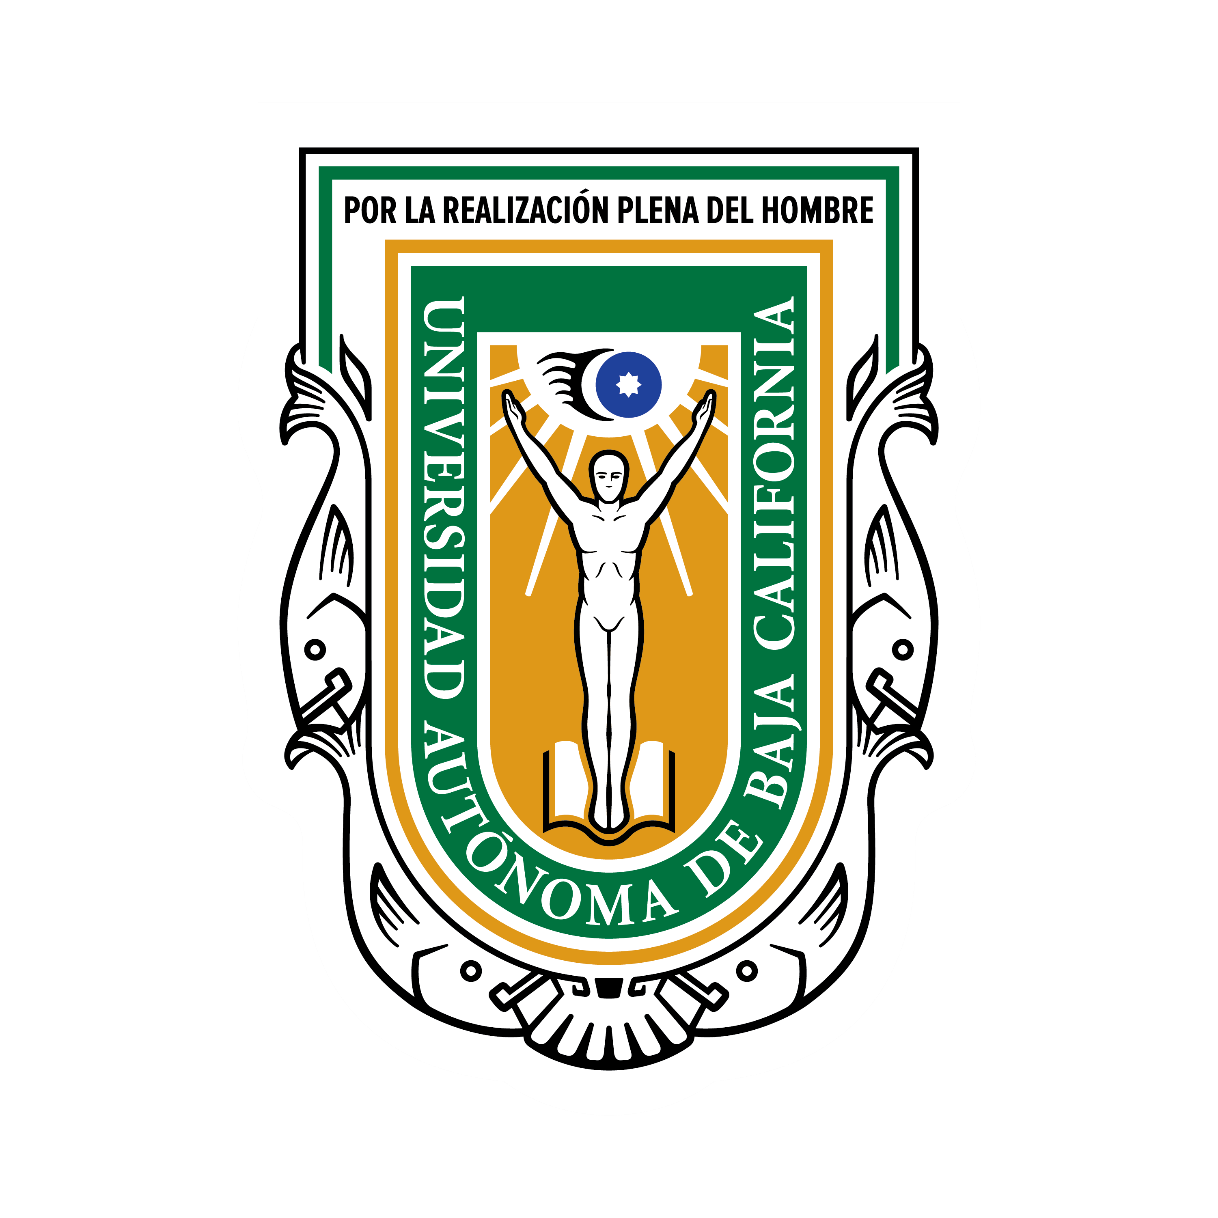 POR LA REALIZACIÓN PLENA DEL HOMBRE
UNIVERSIDAD AUTÓNOMA DE BAJA CALIFORNIA